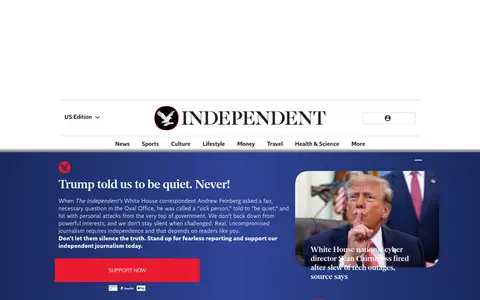 US Edition
INDEPENDENT
News Sports Culture Lifestyle Money Travel Health & Science More
Trump told us to be quiet. Never!
When The Independent's White House correspondent Andrew Feinberg asked a fair,
necessary question in the Oval Office, he was called a "sick person," told to "be quiet," and
hit with personal attacks from the very top of government. We don't back down from
powerful interests, and we don't stay silent when challenged. Real, uncompromised
journalism requires independence and that depends on readers like you.
Don't let them silence the truth. Stand up for fearless reporting and support our
independent journalism today.
SUPPORT NOW
White House national cyber
director Sean Cairncross fired
after slew of tech outages,
source says